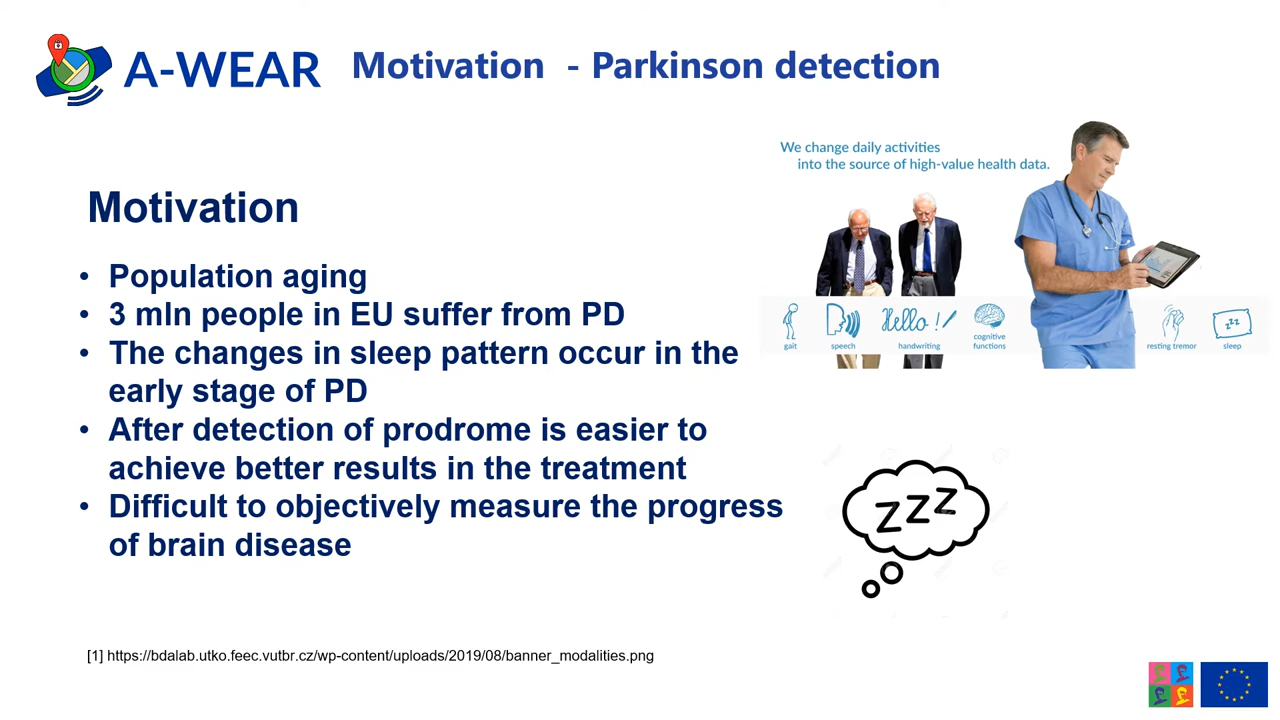 A-WEAR
Motivation - Parkinson detection
We change daily activities
into the source of high-value health data.
Motivation
• Population aging
• 3 mln people in EU suffer from PD
• The changes in sleep pattern occur in the
early stage of PD
• After detection of prodrome is easier to
achieve better results in the treatment
• Difficult to objectively measure the progress
of brain disease
Hello !
gait
speech
handwriting
cognitive
functions
resting tremor
zzz
sleep
zzz
[1] https://bdalab.utko.feec.vutbr.cz/wp-content/uploads/2019/08/banner_modalities.png